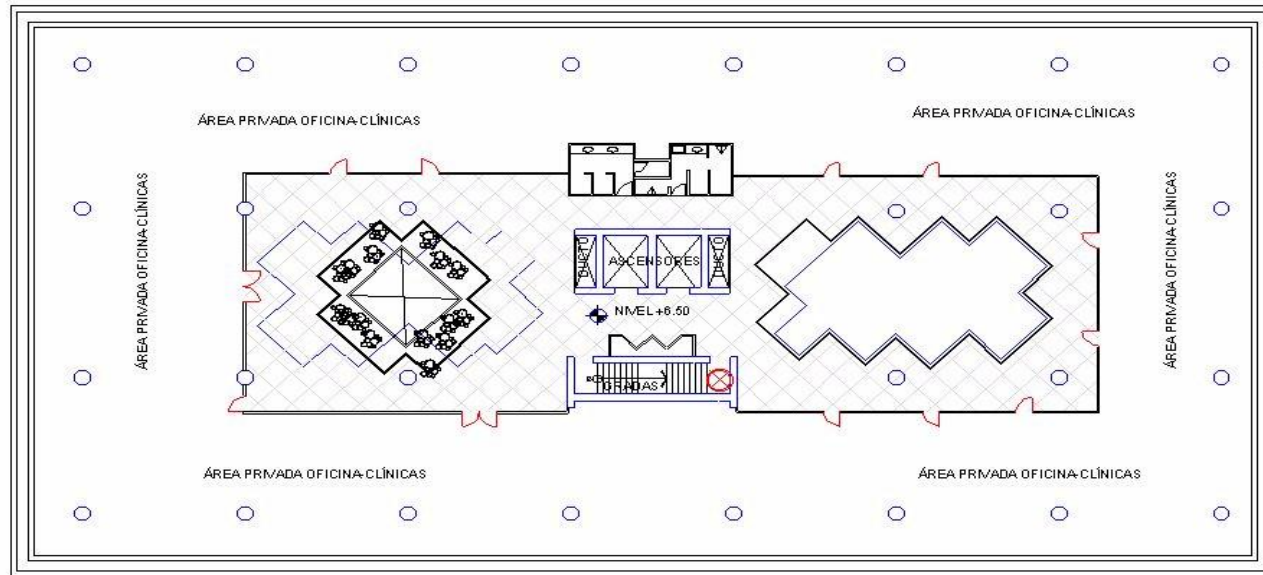 ÁREA PRIVADA OFICINA-CLÍNICAS
ÁREA PRIVADA OFICINA-CLÍNICAS
ÁREA PRIVADA OFICINA-CLÍNICAS
ÁREA PRIVADA OFICINA-CLÍNICAS
DUCTO
ASCENSORES
DUCTO
NIVEL +6.50
GRADAS
ÁREA PRIVADA OFICINA-CLÍNICAS
ÁREA PRIVADA OFICINA-CLÍNICAS